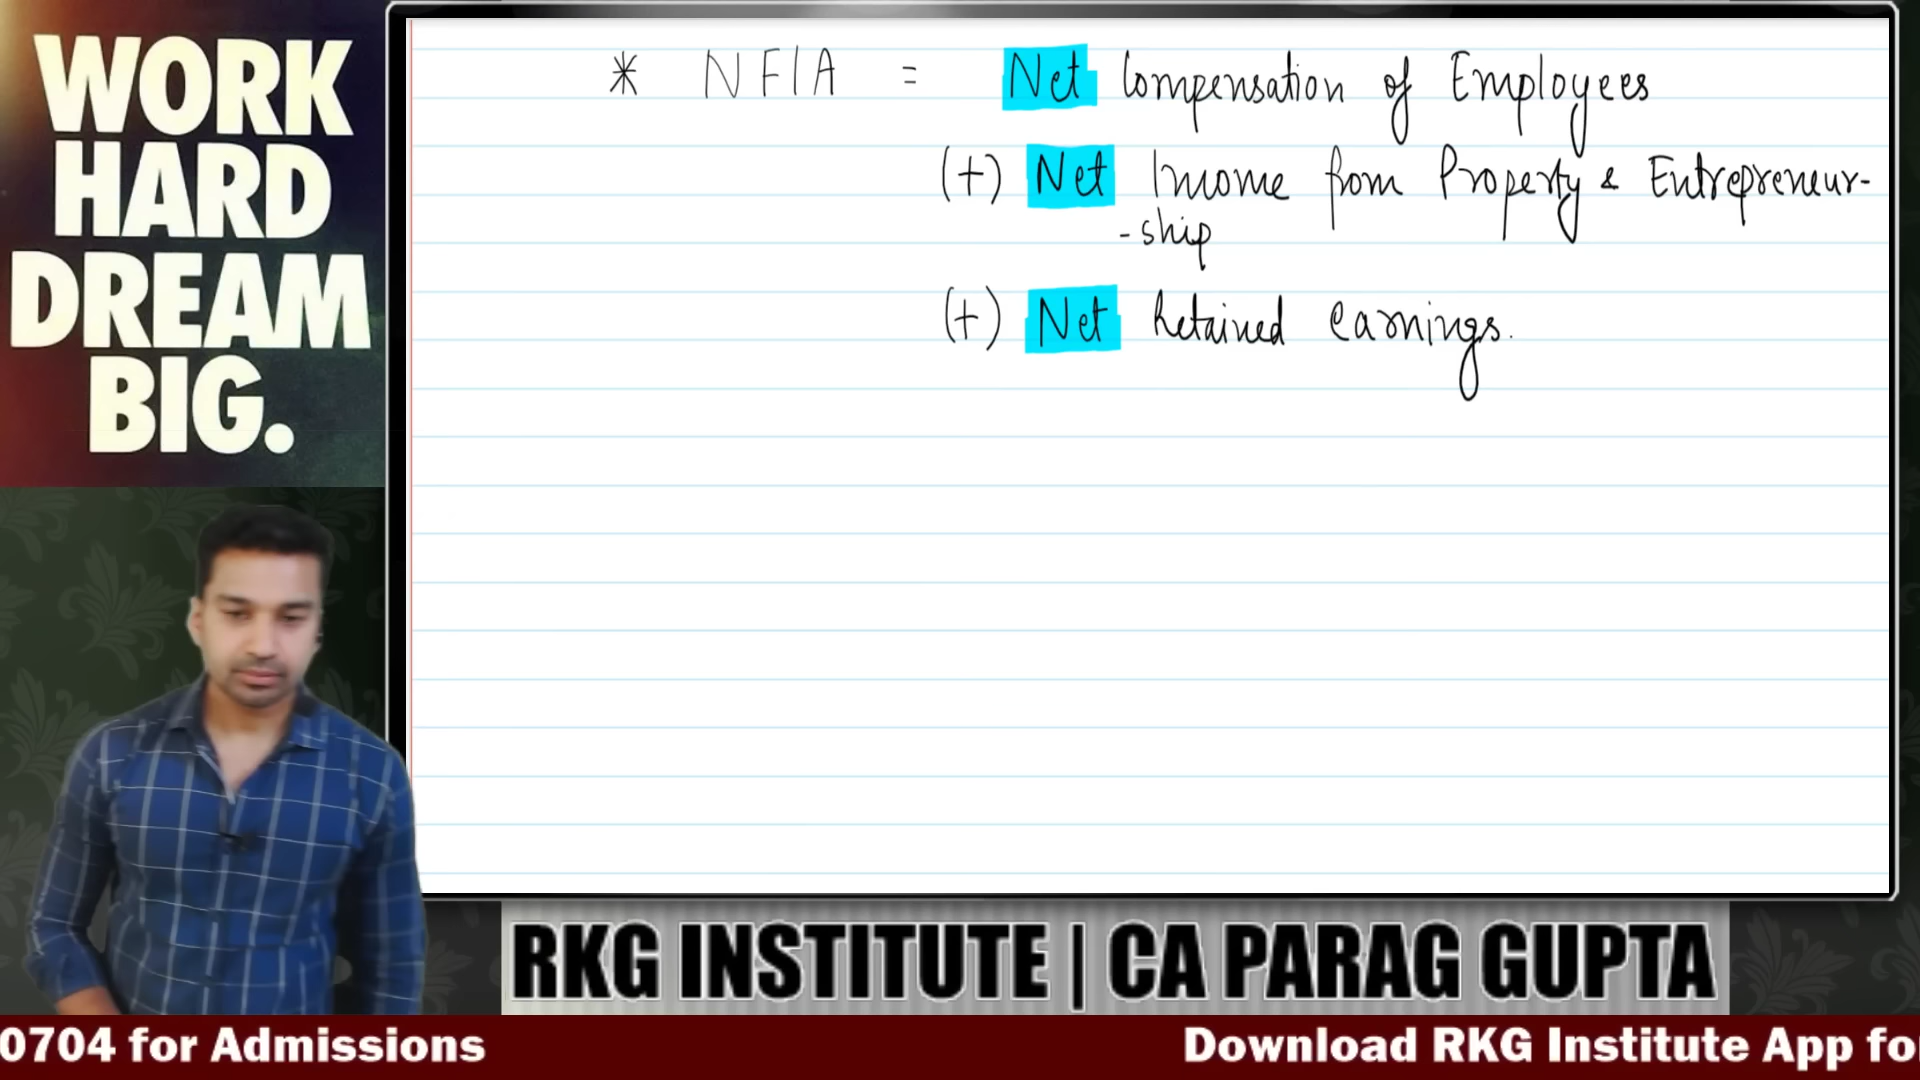 WORK
HARD
DREAM
BIG.
* NFIA = Net Compensation of Employees
(+) Net Income from Property & Entrepreneur-
-ship
(+) Net Retained earnings.
RKG INSTITUTE | CA PARAG GUPTA
0704 for Admissions
Download RKG Institute App for